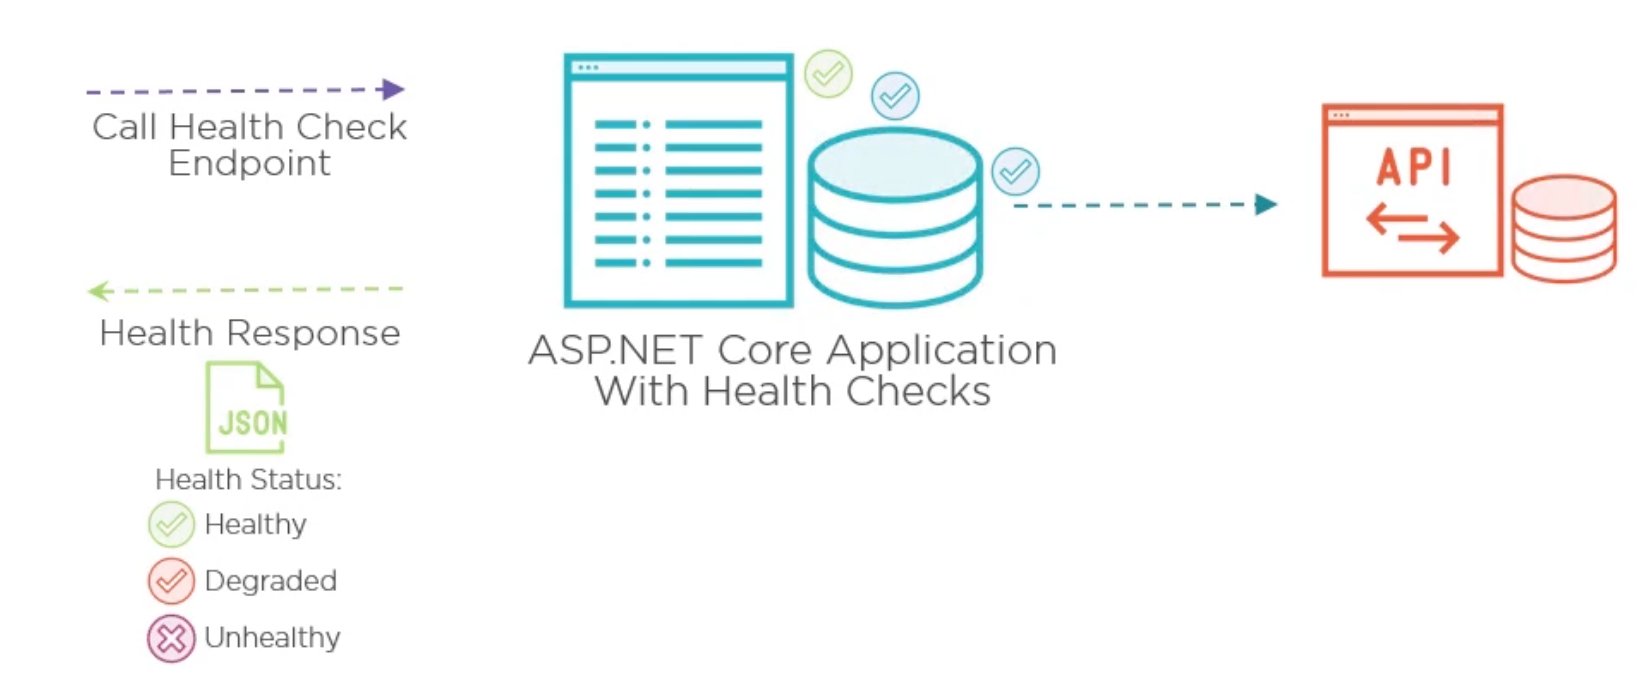 Call Health Check
Endpoint
Health Response
JSON
Health Status:
Healthy
Degraded
Unhealthy
ASP.NET Core Application
With Health Checks
API